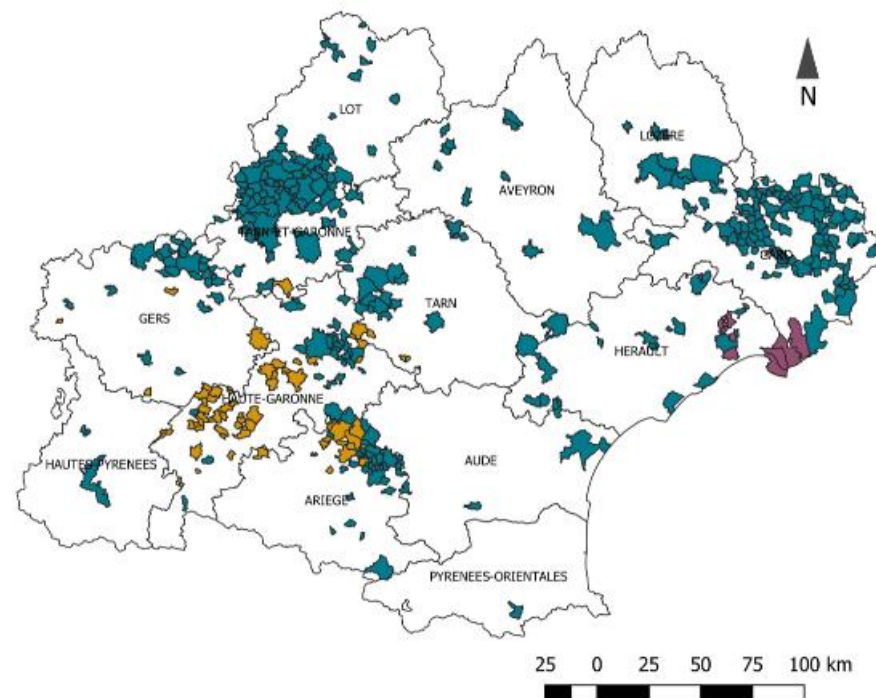 N
LOT
LOZERE
AVEYRON
TARN-ET-GARONNE
GARD
GERS
TARN
HERAULT
HAUTE-GARONNE
HAUTES-PYRENEES
AUDE
ARIEGE
PYRENEES-ORIENTALES
25 0 25 50 75 100 km